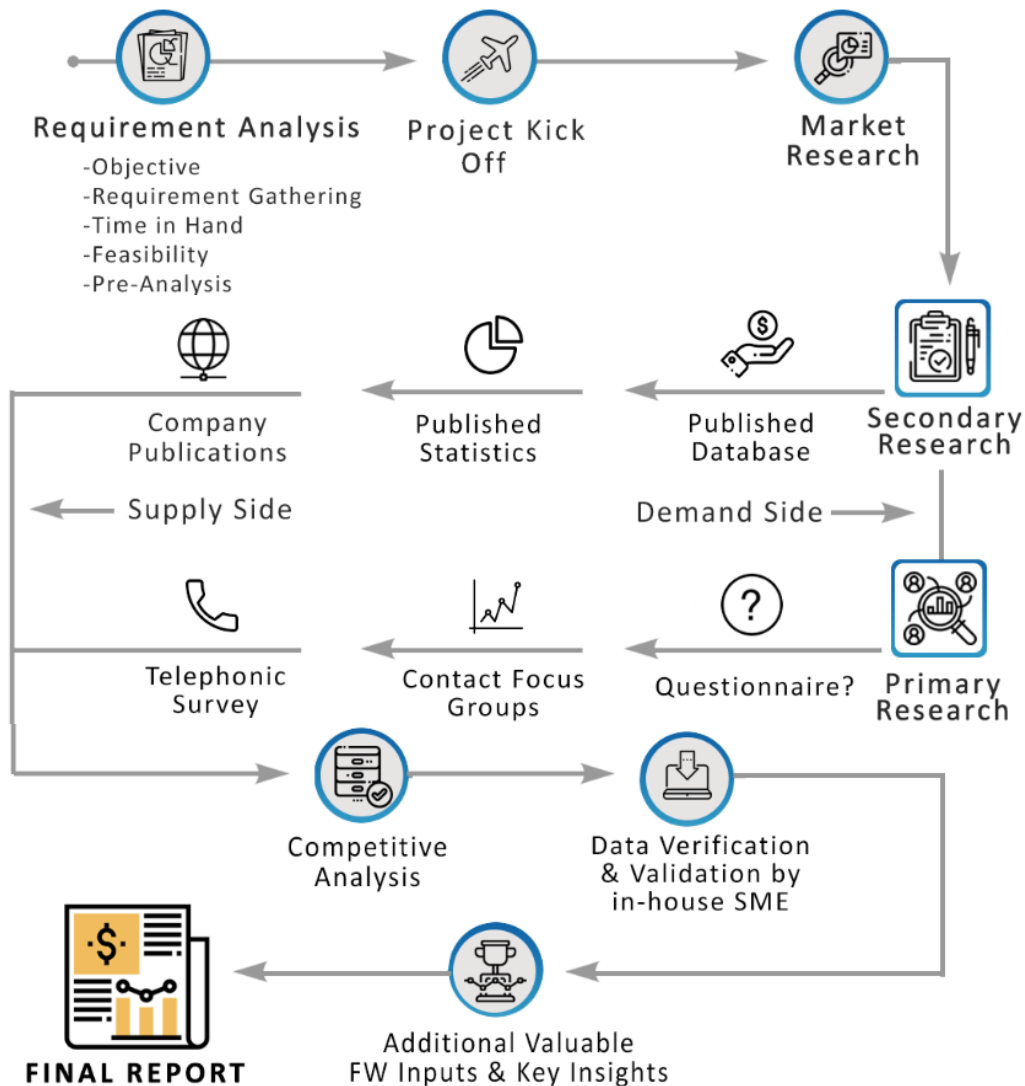 Requirement Analysis
-Objective
-Requirement Gathering
-Time in Hand
-Feasibility
-Pre-Analysis
Project Kick
Off
Market
Research
Company
Publications
Published
Statistics
Published
Database
Secondary
Research
Supply Side
Demand Side
?
Telephonic
Survey
Contact Focus
Groups
Questionnaire?
Primary
Research
Competitive
Analysis
Data Verification
& Validation by
in-house SME
$
$
FINAL REPORT
Additional Valuable
FW Inputs & Key Insights